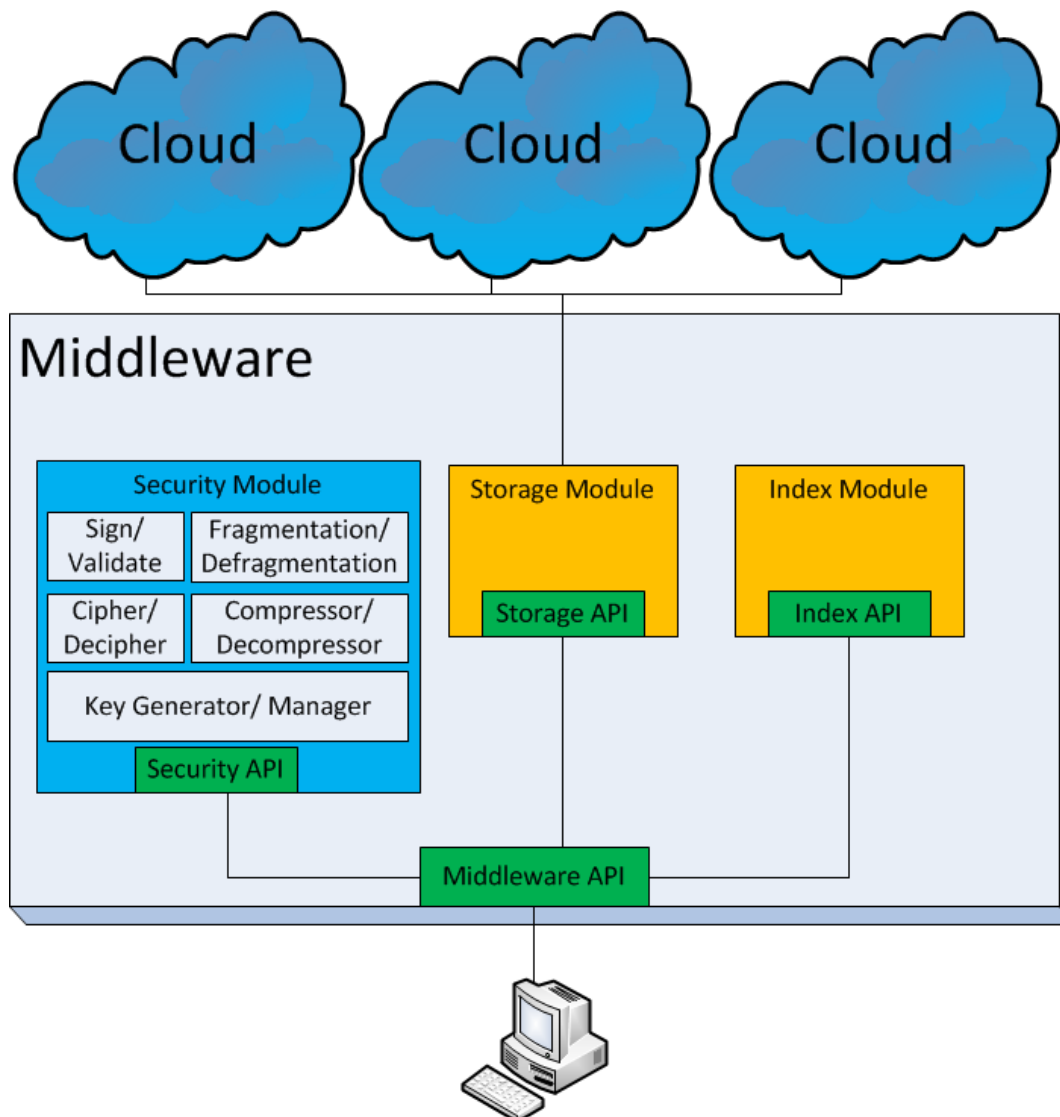 Cloud
Cloud
Cloud
Middleware
Security Module
Sign/
Validate
Fragmentation/
Defragmentation
Cipher/
Decipher
Compressor/
Decompressor
Key Generator/ Manager
Security API
Storage Module
Storage API
Index Module
Index API
Middleware API